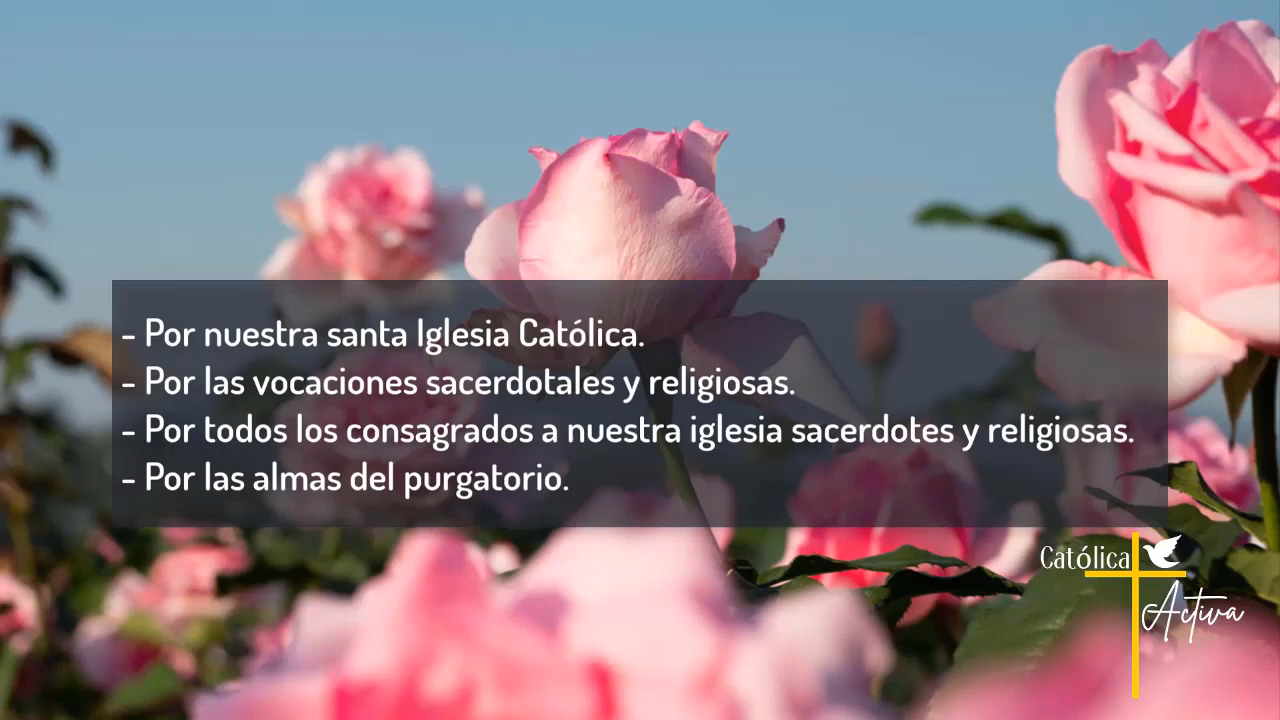 - Por nuestra santa Iglesia Católica.
- Por las vocaciones sacerdotales y religiosas.
- Por todos los consagrados a nuestra iglesia sacerdotes y religiosas.
- Por las almas del purgatorio.
Católica
Activa